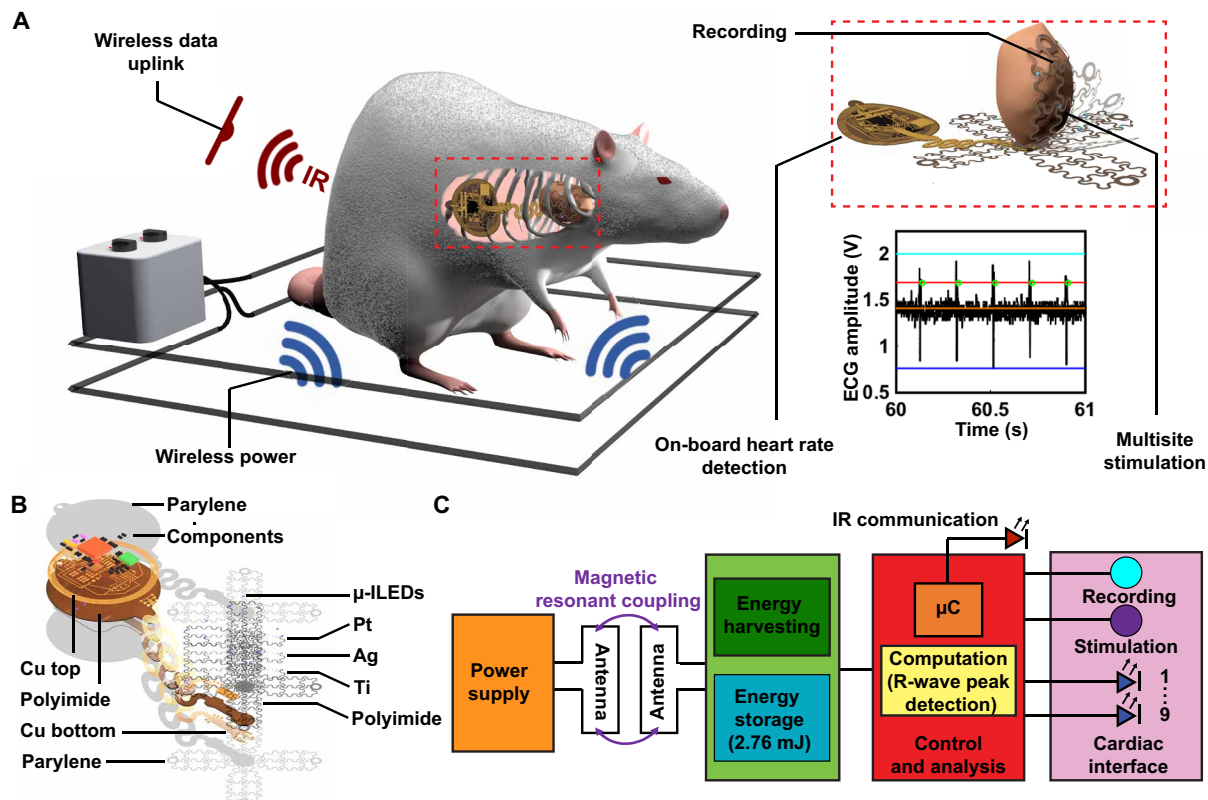 A
Wireless data
uplink
IR
Wireless power
Recording
ECG amplitude (V)
2
1.5
1
0.5
60
60.5
61
Time (s)
On-board heart rate
detection
Multisite
stimulation
B
Parylene
Components
µ-ILEDs
Pt
Ag
Ti
Polyimide
Cu top
Polyimide
Cu bottom
Parylene
C
IR communication
Magnetic
resonant coupling
Power
supply
Antenna
Antenna
Energy
harvesting
Energy
storage
(2.76 mJ)
µC
Computation
(R-wave peak
detection)
Control
and analysis
Recording
Stimulation
1
9
Cardiac
interface